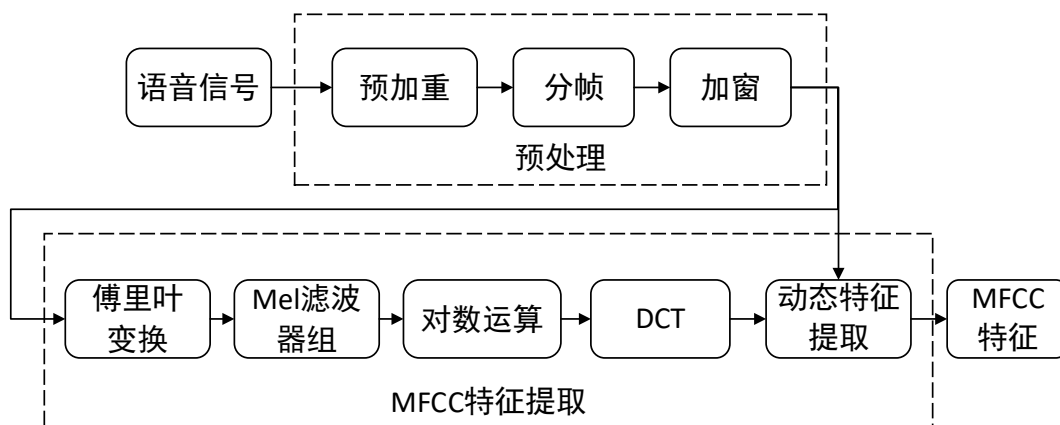 语音信号
预加重
分帧
加窗
预处理
傅里叶
变换
Mel滤波
器组
对数运算
DCT
动态特征
提取
MFCC
特征
MFCC特征提取